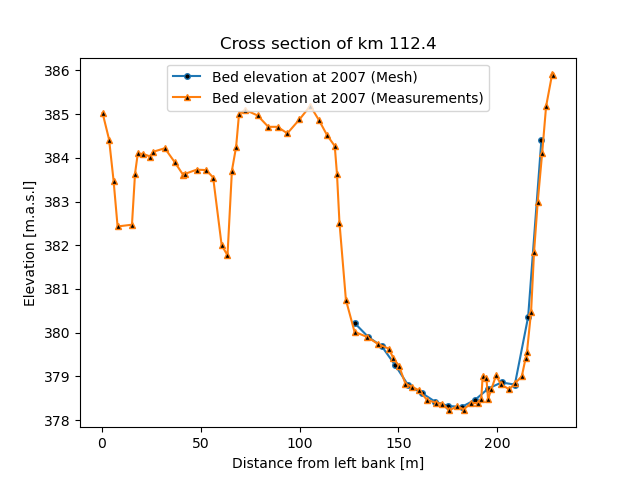 Cross section of km 112.4
Bed elevation at 2007 (Mesh)
Bed elevation at 2007 (Measurements)
Elevation [m.a.s.l]
386
385
384
383
382
381
380
379
378
0 50 100 150 200
Distance from left bank [m]